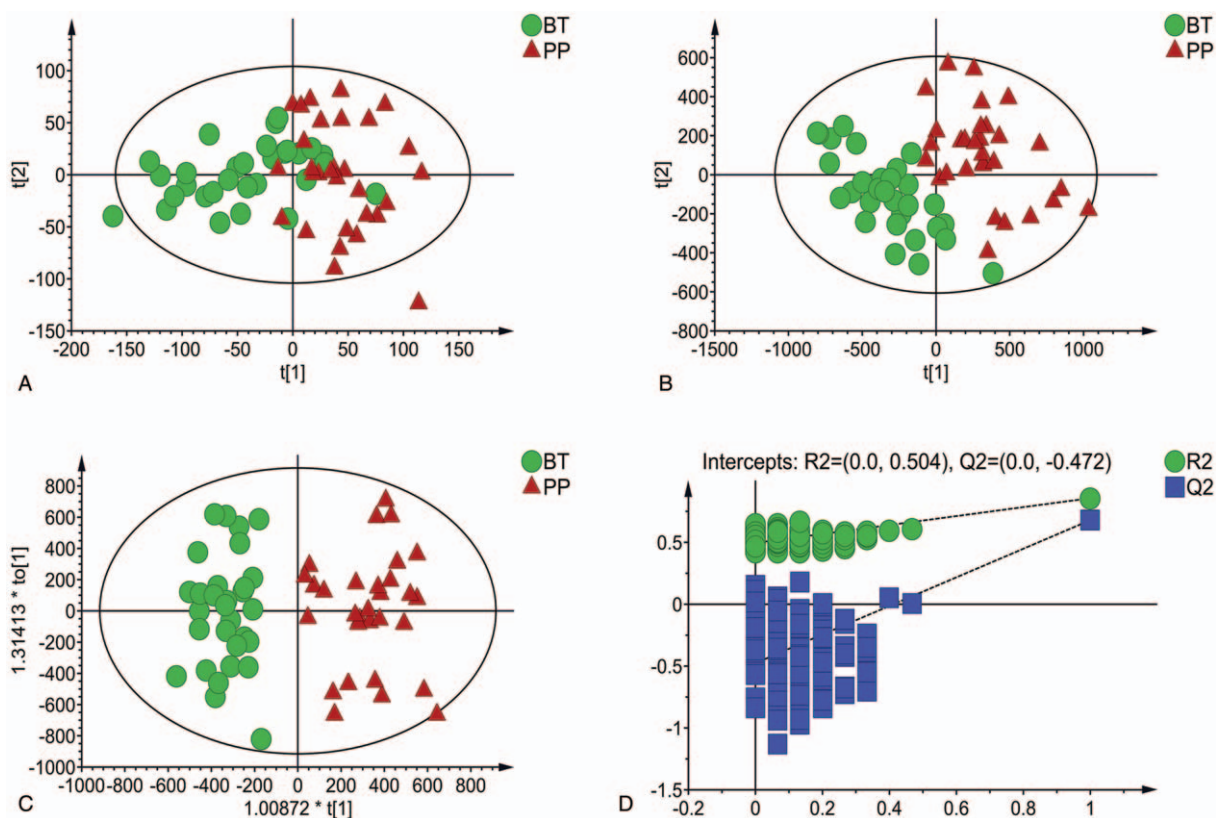 BT
PP
t[2]
100
50
0
-50
-100
-150
-200 -150 -100 -50 0 50 100 150
t[1]
A
BT
PP
t[2]
600
400
200
0
-200
-400
-600
-800
-1500 -1000 -500 0 500 1000
t[1]
B
BT
PP
1.31413 * to[1]
800
600
400
200
0
-200
-400
-600
-800
-1000
-1000 -800 -600 -400 -200 0 200 400 600 800
1.00872 * t[1]
C
Intercepts: R2=(0.0, 0.504), Q2=(0.0, -0.472)
R2
Q2
0.5
0
-0.5
-1
-1.5
-0.2 0 0.2 0.4 0.6 0.8 1
D